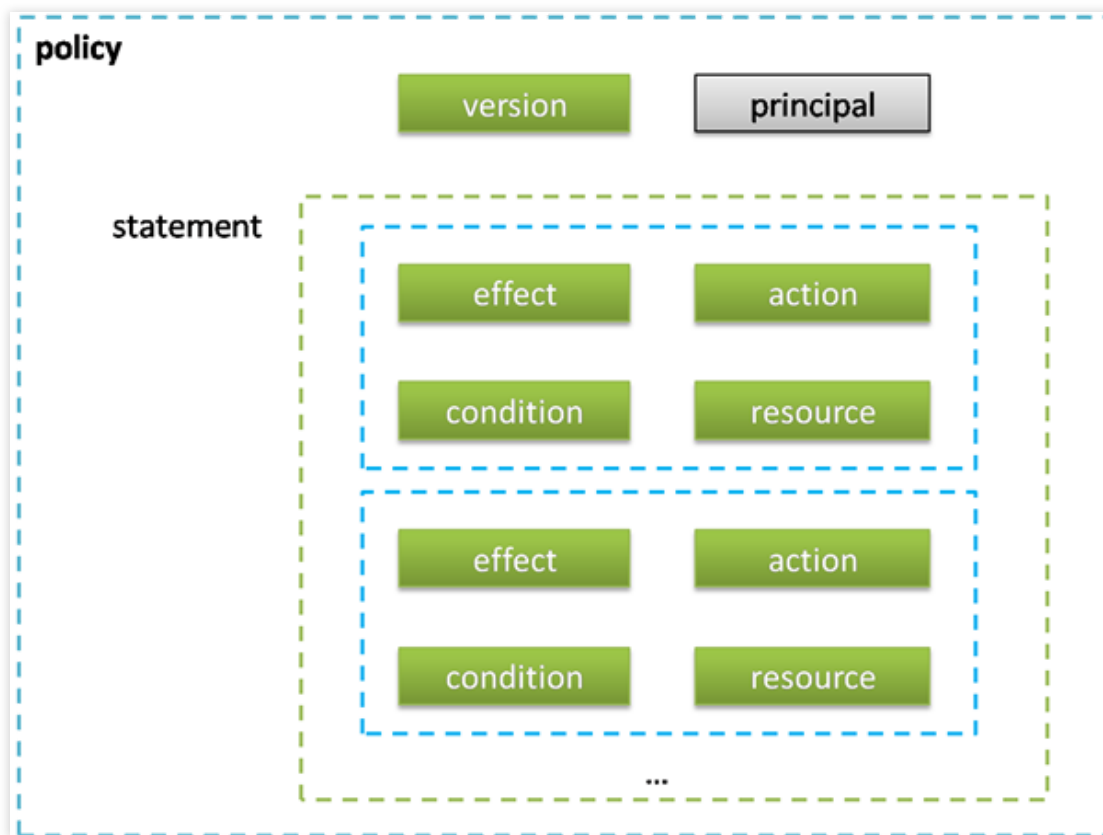 policy
version principal
statement
effect action
condition resource
effect action
condition resource
...